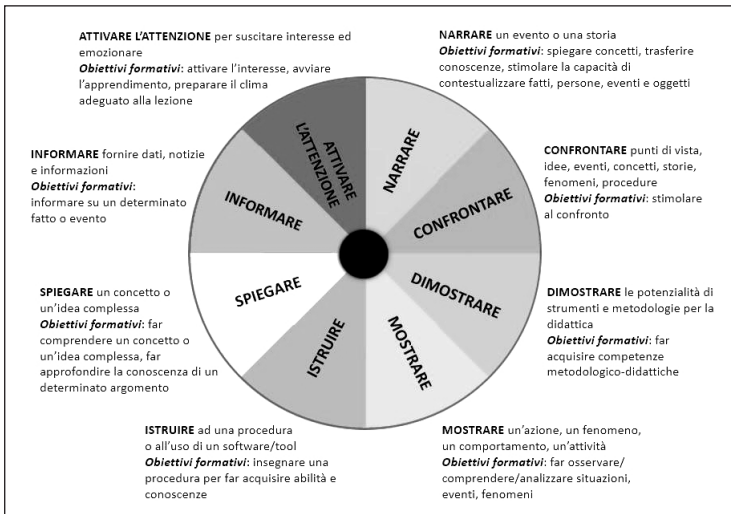 ATTIVARE L'ATTENZIONE per suscitare interesse ed
emozionare
Obiettivi formativi: attivare l'interesse, avviare
l'apprendimento, preparare il clima
adeguato alla lezione
NARRARE un evento o una storia
Obiettivi formativi: spiegare concetti, trasferire
conoscenze, stimolare la capacità di
contestualizzare fatti, persone, eventi e oggetti
INFORMARE fornire dati, notizie
e informazioni
Obiettivi formativi:
informare su un determinato
fatto o evento
CONFRONTARE punti di vista,
idee, eventi, concetti, storie,
fenomeni, procedure
Obiettivi formativi: stimolare
al confronto
ATTIVARE
L'ATTENZIONE
NARRARE
CONFRONTARE
DIMOSTRARE
MOSTRARE
ISTRUIRE
SPIEGARE
INFORMARE
SPIEGARE un concetto o
un'idea complessa
Obiettivi formativi: far
comprendere un concetto o
un'idea complessa, far
approfondire la conoscenza di un
determinato argomento
DIMOSTRARE le potenzialità di
strumenti e metodologie per la
didattica
Obiettivi formativi: far
acquisire competenze
metodologico-didattiche
ISTRUIRE ad una procedura
o all'uso di un software/tool
Obiettivi formativi: insegnare una
procedura per far acquisire abilità e
conoscenze
MOSTRARE un'azione, un fenomeno,
un comportamento, un'attività
Obiettivi formativi: far osservare/
comprendere/analizzare situazioni,
eventi, fenomeni